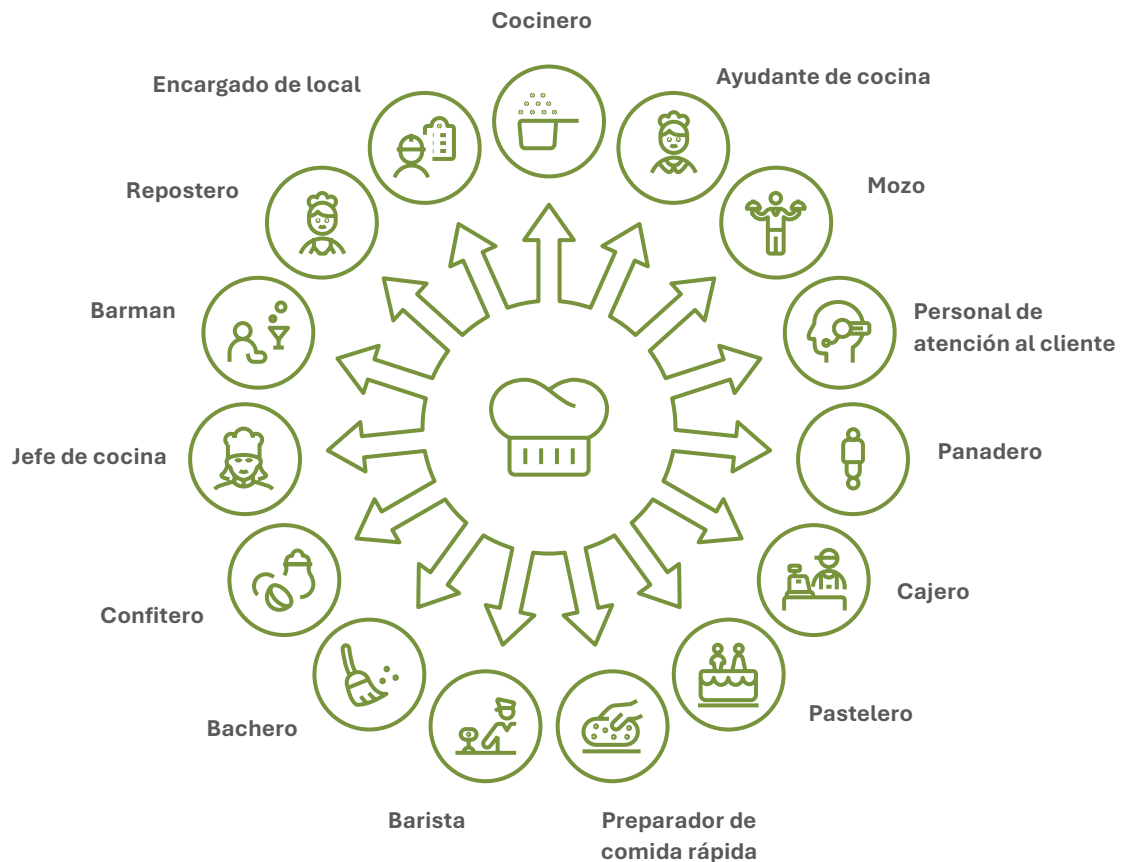 Cocinero
Ayudante de cocina
Mozo
Personal de
atención al cliente
Panadero
Cajero
Pastelero
Preparador de
comida rápida
Barista
Bachero
Confitero
Jefe de cocina
Barman
Repostero
Encargado de local